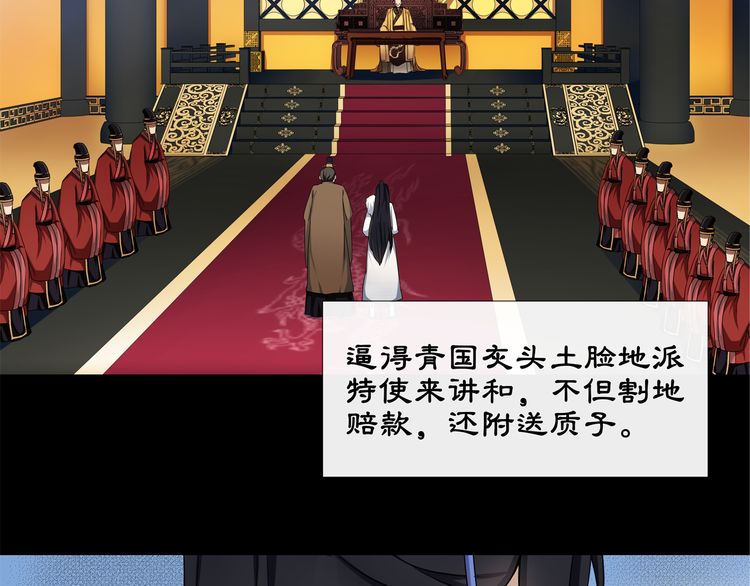 逼得青国灰头土脸地派
特使来讲和，不但割地
赔款，还附送质子。